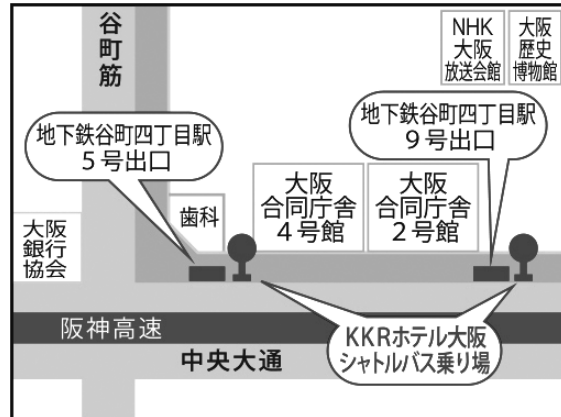 谷町筋
NHK
大阪
放送会館
大阪
歴史
博物館
地下鉄谷町四丁目駅
5号出口
地下鉄谷町四丁目駅
9号出口
歯科
大阪
合同庁舎
4号館
大阪
合同庁舎
2号館
大阪
銀行
協会
阪神高速
中央大通
KKRホテル大阪
シャトルバス乗り場